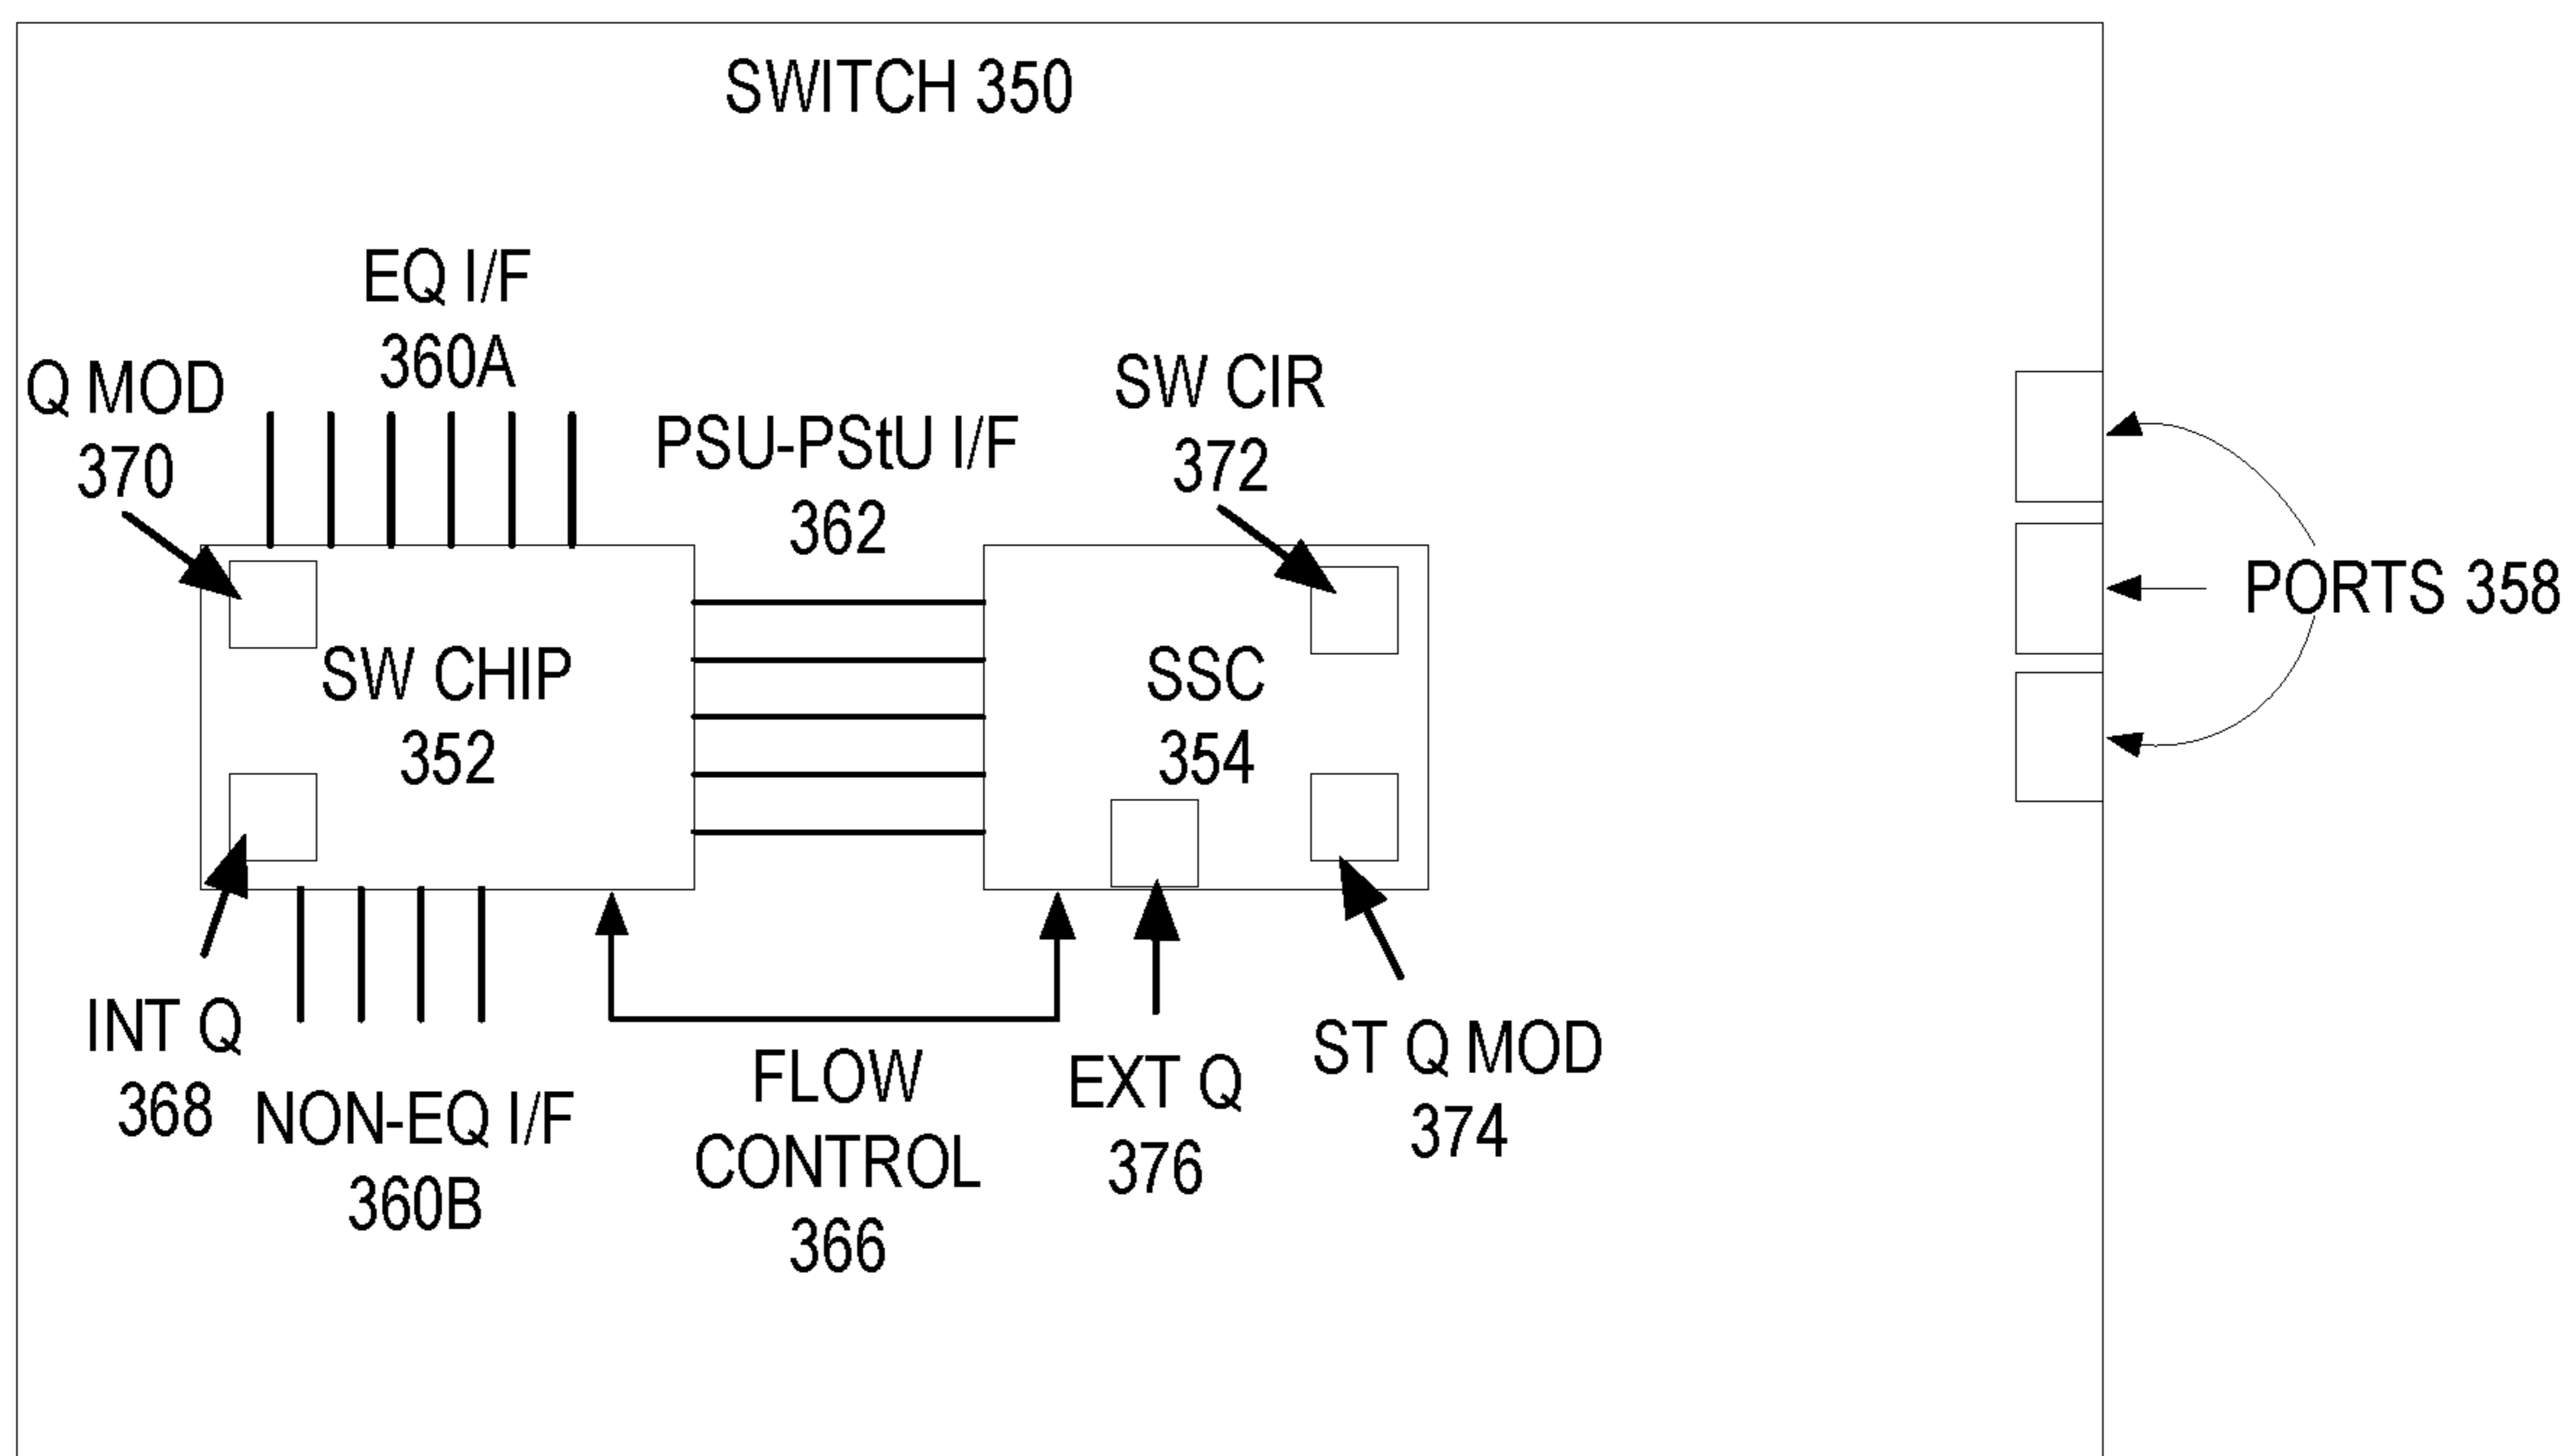 SWITCH 350
EQ I/F
360A
Q MOD
370
PSU-PStU I/F
362
SW CIR
372
SW CHIP
352
SSC
354
PORTS 358
INT Q
368
NON-EQ I/F
360B
FLOW
CONTROL
366
EXT Q
376
ST Q MOD
374